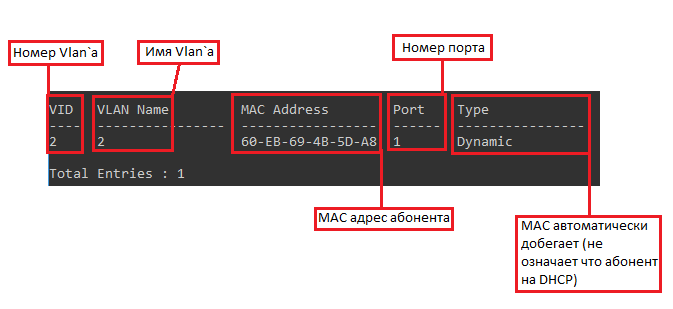 Номер Vlan`а
Имя Vlan`а
Номер порта
VID VLAN Name MAC Address Port Type
---- ---------------- ----------------- ------ ----------------
2 2 60-EB-69-4B-5D-A8 1 Dynamic
Total Entries : 1
MAC адрес абонента
MAC автоматически
добегает (не
означает что абонент
на DHCP)